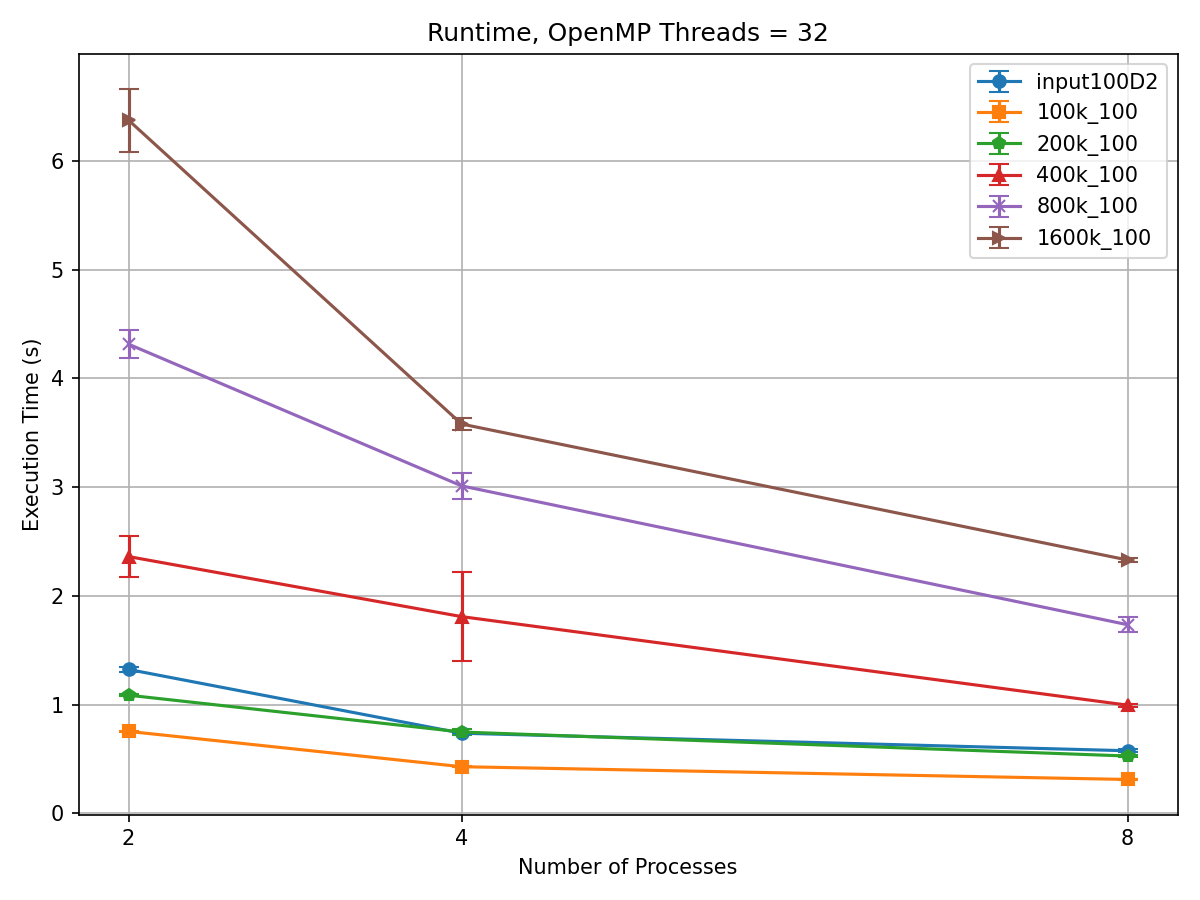 Runtime, OpenMP Threads = 32
input100D2
100k_100
200k_100
400k_100
800k_100
1600k_100
Execution Time (s)
6
5
4
3
2
1
0
2 4 8
Number of Processes